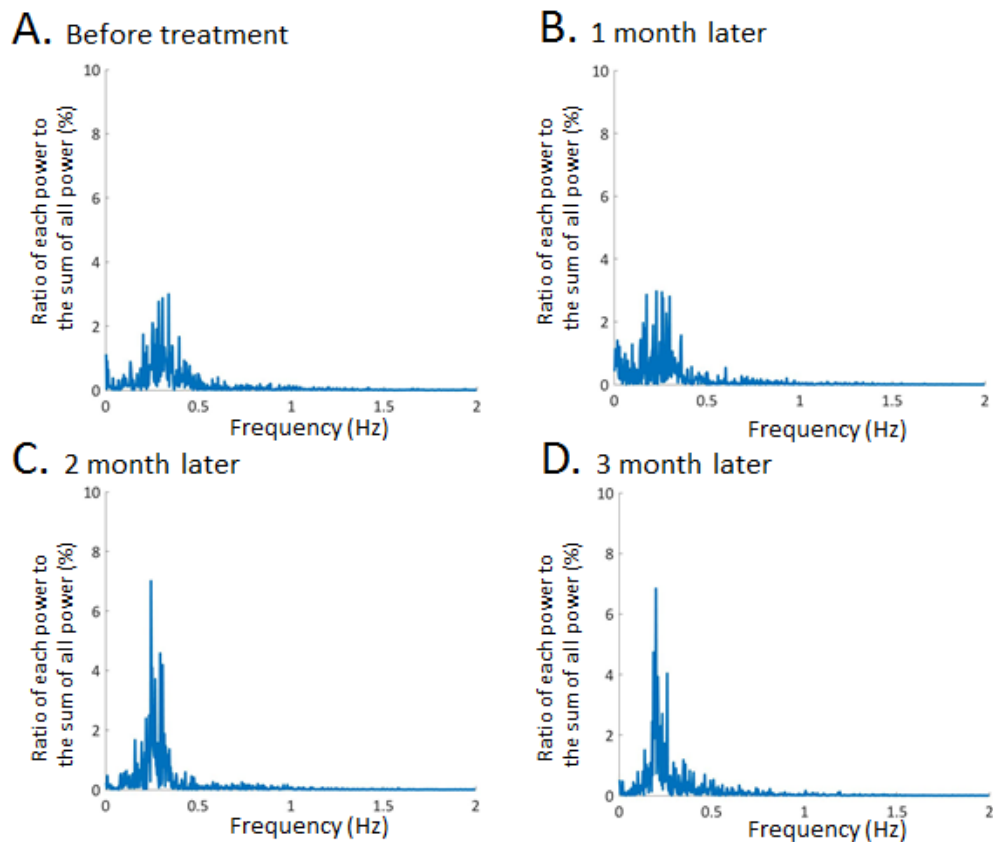 A. Before treatment
Ratio of each power to
the sum of all power (%)
10
8
6
4
2
0
0 0.5 1 1.5 2
Frequency (Hz)
B. 1 month later
Ratio of each power to
the sum of all power (%)
10
8
6
4
2
0
0 0.5 1 1.5 2
Frequency (Hz)
C. 2 month later
Ratio of each power to
the sum of all power (%)
10
8
6
4
2
0
0 0.5 1 1.5 2
Frequency (Hz)
D. 3 month later
Ratio of each power to
the sum of all power (%)
10
8
6
4
2
0
0 0.5 1 1.5 2
Frequency (Hz)